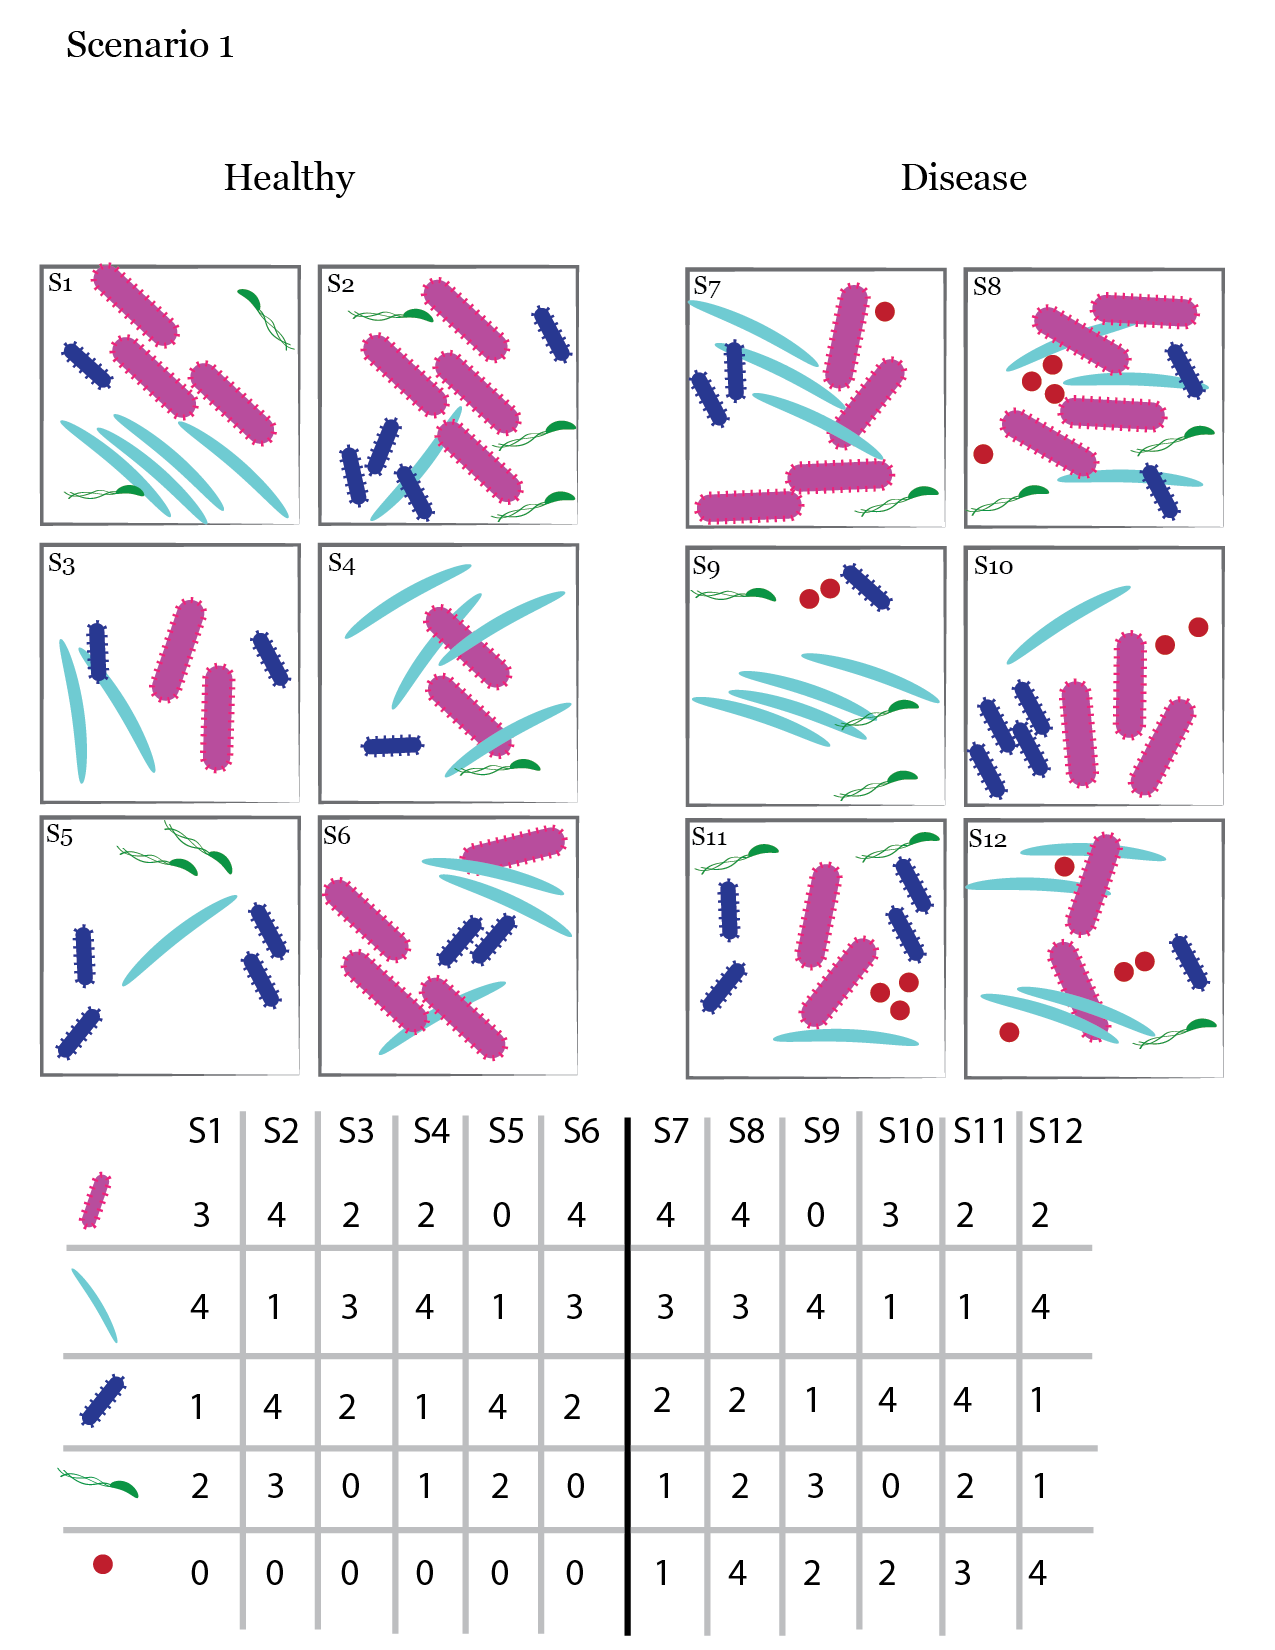 Scenario 1
Healthy
Disease
S1
S2
S7
S8
S3
S4
S9
S10
S5
S6
S11
S12
S1 S2 S3 S4 S5 S6 S7 S8 S9 S10 S11 S12
3 4 2 2 0 4 4 4 0 3 2 2
4 1 3 4 1 3 3 3 4 1 1 4
1 4 2 1 4 2 2 2 1 4 4 1
2 3 0 1 2 0 1 2 3 0 2 1
0 0 0 0 0 0 1 4 2 2 3 4